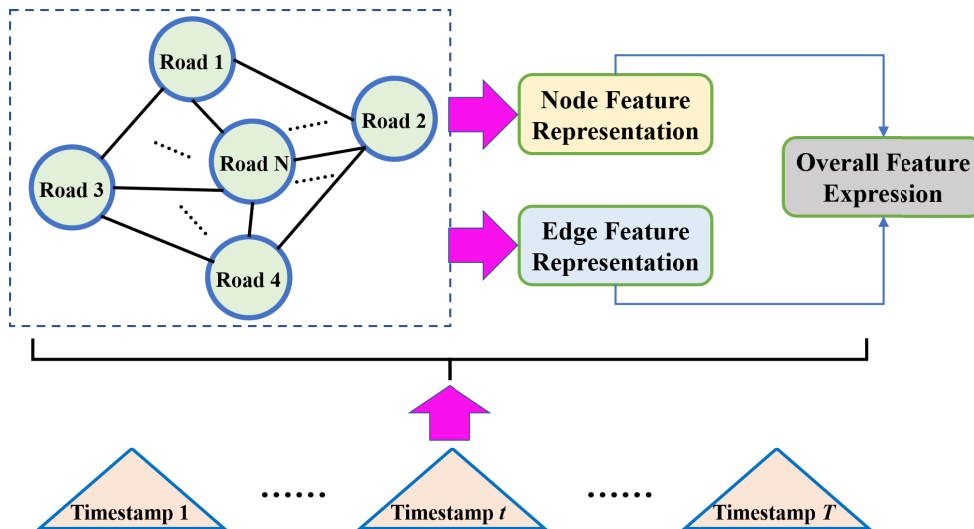 Road 1
Road 2
Road N
Road 3
Road 4
Node Feature
Representation
Edge Feature
Representation
Overall Feature
Expression
Timestamp 1
......
Timestamp t
......
Timestamp T